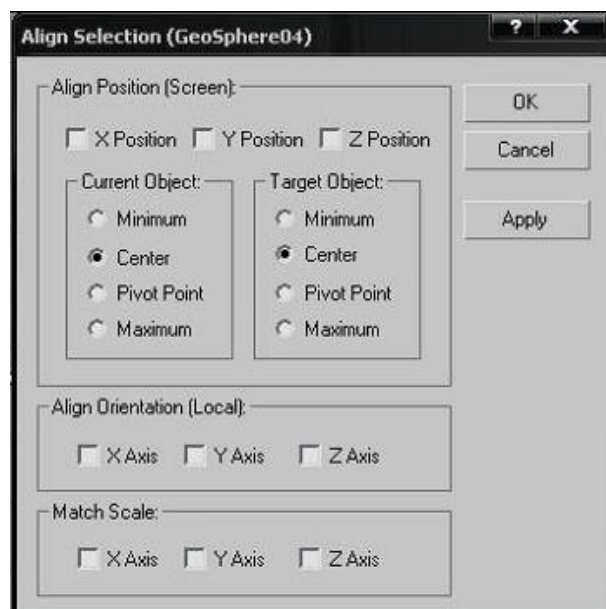 Align Selection (GeoSphere04)
? X
Align Position (Screen):
X Position Y Position Z Position
Current Object:
Minimum
Center
Pivot Point
Maximum
Target Object:
Minimum
Center
Pivot Point
Maximum
OK
Cancel
Apply
Align Orientation (Local):
X Axis Y Axis Z Axis
Match Scale:
X Axis Y Axis Z Axis